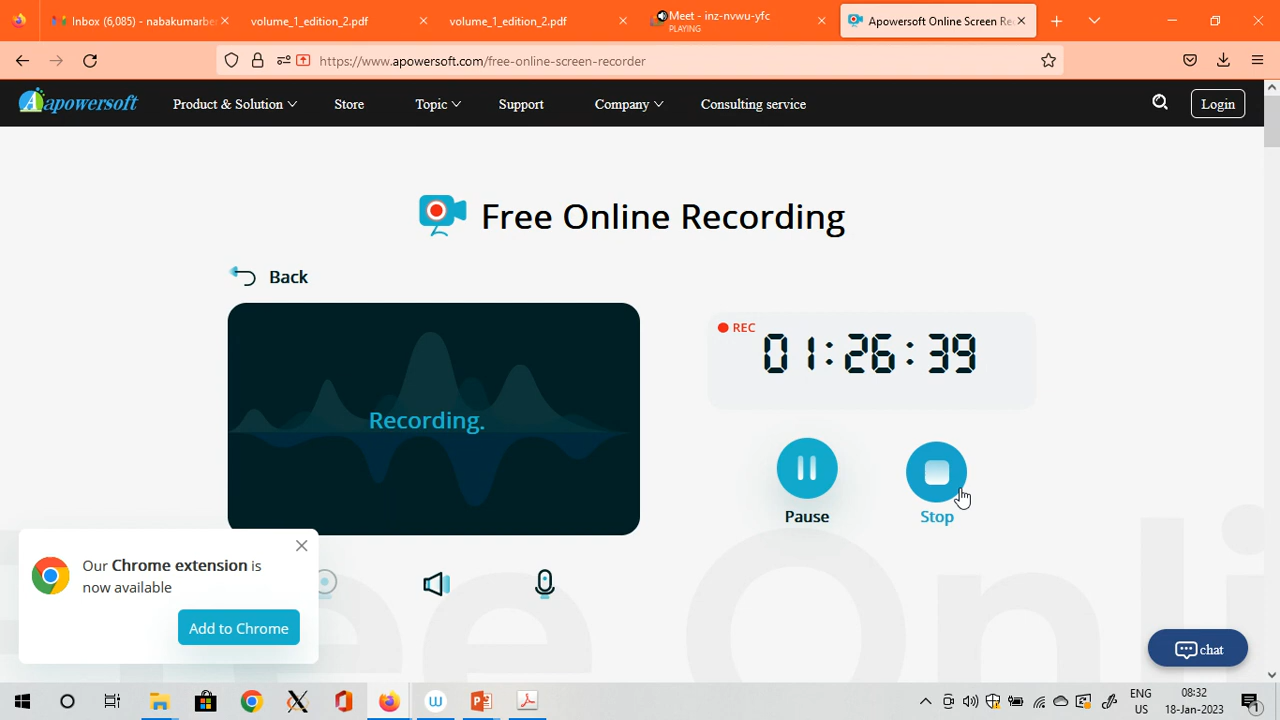 Inbox (6,085) - nabakumarbe
volume_1_edition_2.pdf
volume_1_edition_2.pdf
Meet - inz-nvwu-yfc
PLAYING
Apowersoft Online Screen Re
https://www.apowersoft.com/free-online-screen-recorder
Apowersoft
Product & Solution
Store
Topic
Support
Company
Consulting service
Login
Free Online Recording
Back
REC
01:26:39
Recording.
Pause
Stop
Our Chrome extension is
now available
Add to Chrome
Free Onli
chat
ENG
US
08:32
18-Jan-2023
1